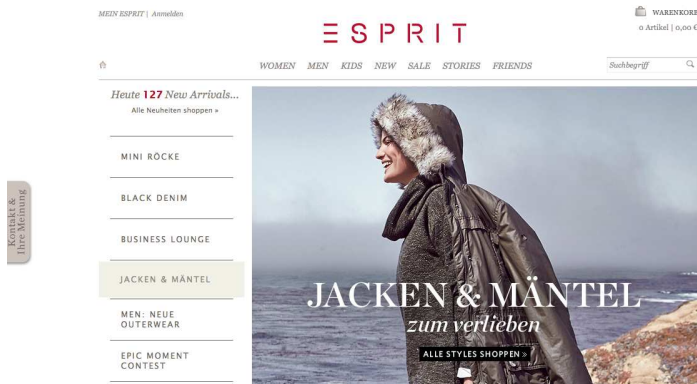 MEIN ESPRIT | Anmelden
WARENKORB
0 Artikel | 0,00 €
ESPRIT
WOMEN MEN KIDS NEW SALE STORIES FRIENDS
Suchbegriff
Heute 127 New Arrivals...
Alle Neuheiten shoppen »
MINI RÖCKE
BLACK DENIM
BUSINESS LOUNGE
JACKEN & MÄNTEL
MEN: NEUE
OUTERWEAR
EPIC MOMENT
CONTEST
Kontakt &
Ihre Meinung
JACKEN & MÄNTEL
zum verlieben
ALLE STYLES SHOPPEN »